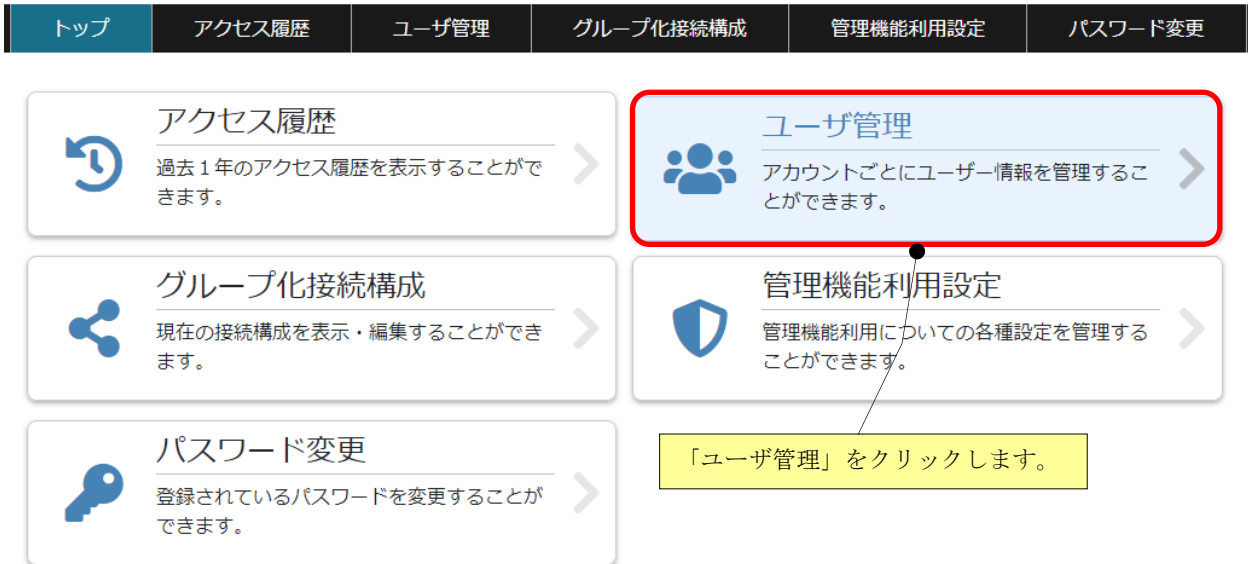 トップ
アクセス履歴
ユーザ管理
グループ化接続構成
管理機能利用設定
パスワード変更
アクセス履歴
過去１年のアクセス履歴を表示することがで
きます。
ユーザ管理
アカウントごとにユーザー情報を管理するこ
とができます。
グループ化接続構成
現在の接続構成を表示・編集することができ
ます。
管理機能利用設定
管理機能利用についての各種設定を管理する
ことができます。
パスワード変更
登録されているパスワードを変更することが
できます。
「ユーザ管理」をクリックします。